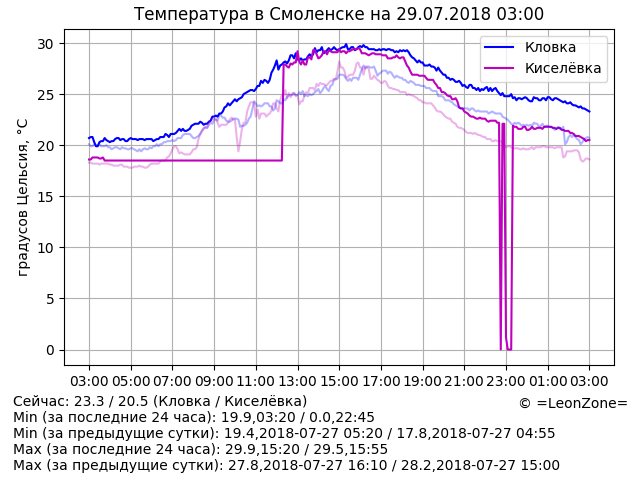 Температура в Смоленске на 29.07.2018 03:00
Кловка
Киселёвка
градусов Цельсия, °C
30
25
20
15
10
5
0
03:00 05:00 07:00 09:00 11:00 13:00 15:00 17:00 19:00 21:00 23:00 01:00 03:00
Сейчас: 23.3 / 20.5 (Кловка / Киселёвка)
© =LeonZone=
Min (за последние 24 часа): 19.9,03:20 / 0.0,22:45
Min (за предыдущие сутки): 19.4,2018-07-27 05:20 / 17.8,2018-07-27 04:55
Max (за последние 24 часа): 29.9,15:20 / 29.5,15:55
Max (за предыдущие сутки): 27.8,2018-07-27 16:10 / 28.2,2018-07-27 15:00